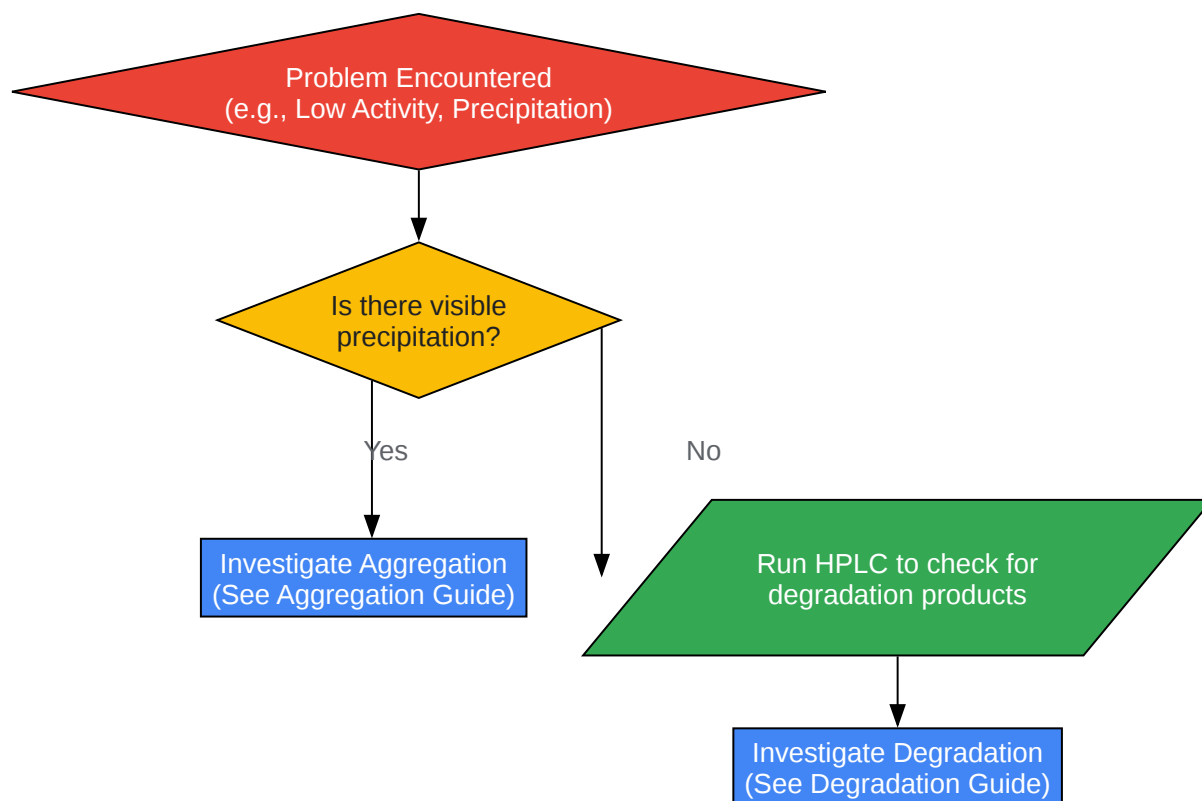 Problem Encountered
(e.g., Low Activity, Precipitation)
Is there visible
precipitation?
Yes
No
Investigate Aggregation
(See Aggregation Guide)
Run HPLC to check for
degradation products
Investigate Degradation
(See Degradation Guide)